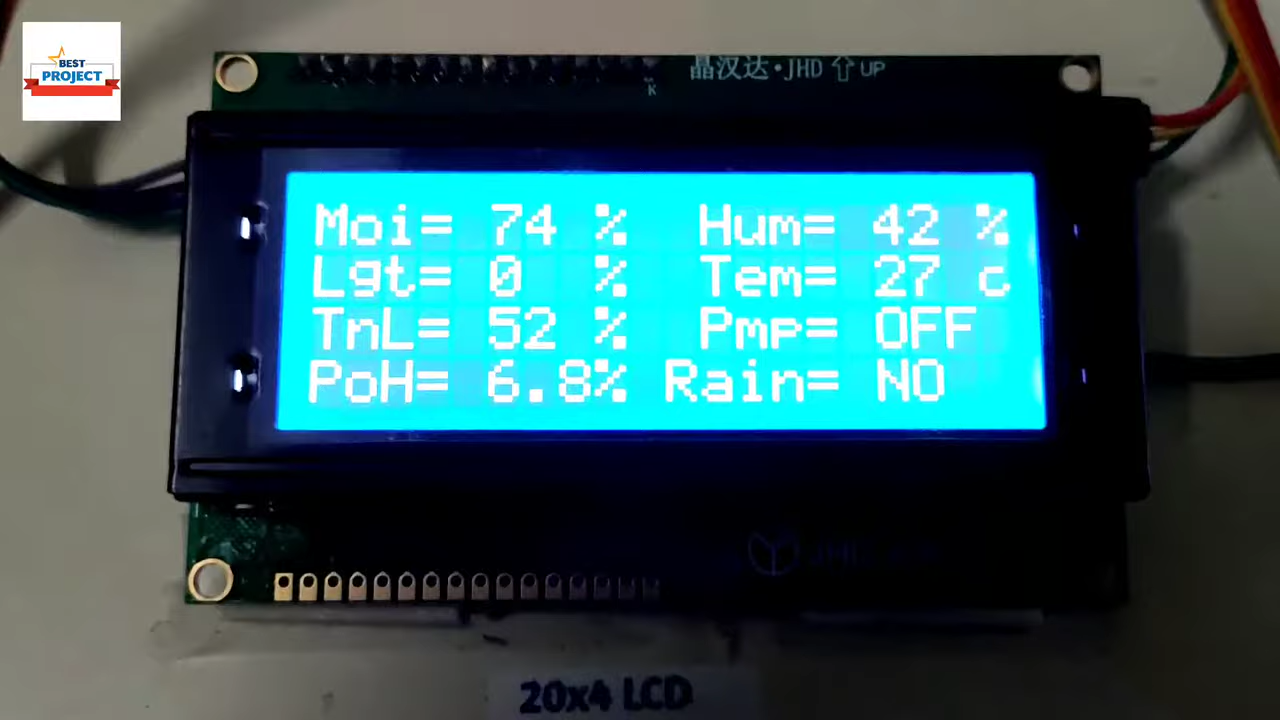 BEST
PROJECT
晶汉达·JHD UP
K
Moi= 74 % Hum= 42 %
Lgt= 0 % Tem= 27 c
TnL= 52 % Pmp= OFF
PoH= 6.8% Rain= NO
20x4 LCD